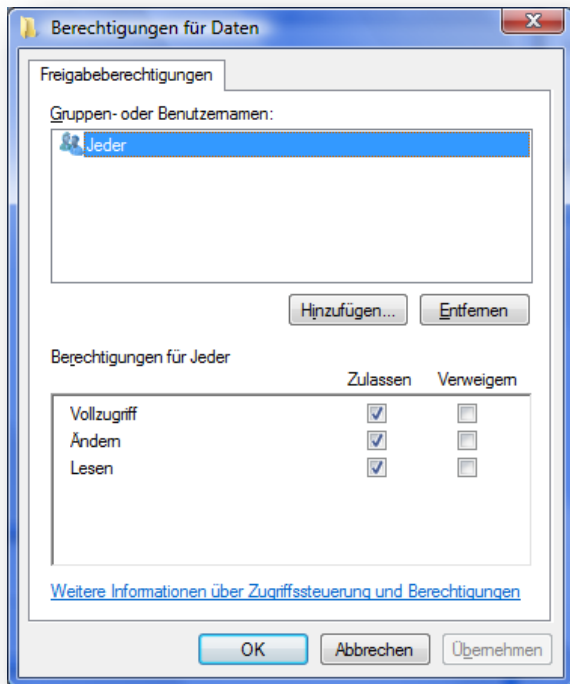 Berechtigungen für Daten
Freigabeberechtigungen
Gruppen- oder Benutzernamen:
Jeder
Hinzufügen... Entfernen
Berechtigungen für Jeder
Zulassen Verweigern
Vollzugriff
Ändern
Lesen
Weitere Informationen über Zugriffssteuerung und Berechtigungen
OK Abbrechen Übernehmen